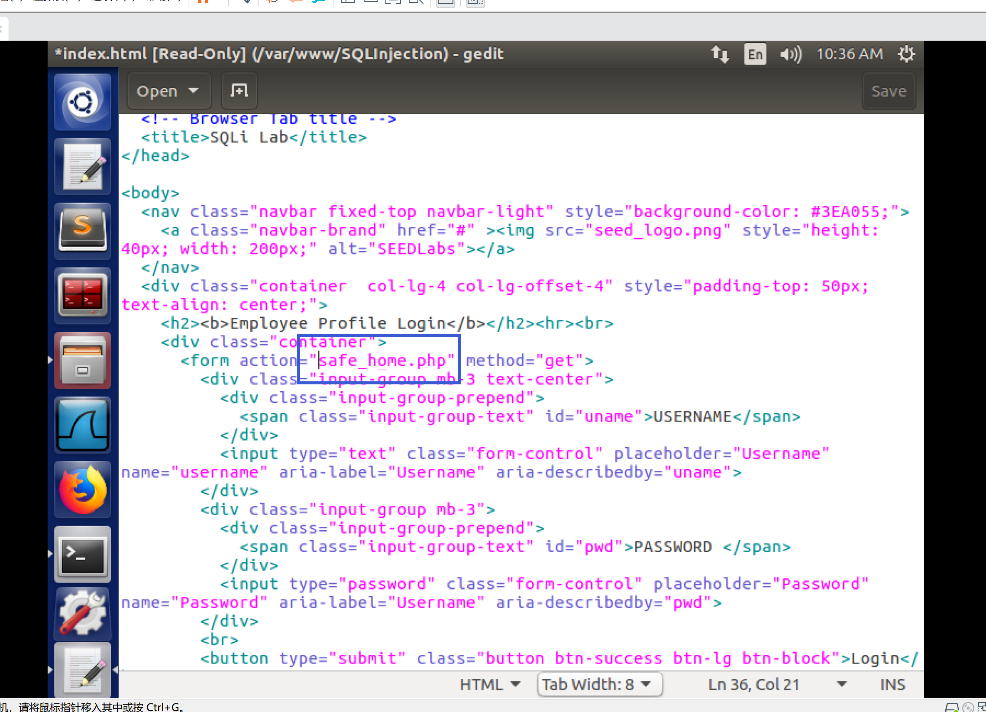 *index.html [Read-Only] (/var/www/SQLInjection) - gedit
En
10:36 AM
Open
Save
<!-- Browser Tab title -->
<title>SQLi Lab</title>
</head>
<body>
<nav class="navbar fixed-top navbar-light" style="background-color: #3EA055;">
<a class="navbar-brand" href="#" ><img src="seed_logo.png" style="height:
40px; width: 200px;" alt="SEEDLabs"></a>
</nav>
<div class="container  col-lg-4 col-lg-offset-4" style="padding-top: 50px;
text-align: center;">
<h2><b>Employee Profile Login</b></h2><hr><br>
<div class="container">
<form action="safe_home.php" method="get">
<div class="input-group mb-3 text-center">
<div class="input-group-prepend">
<span class="input-group-text" id="uname">USERNAME</span>
</div>
<input type="text" class="form-control" placeholder="Username"
name="username" aria-label="Username" aria-describedby="uname">
</div>
<div class="input-group mb-3">
<div class="input-group-prepend">
<span class="input-group-text" id="pwd">PASSWORD </span>
</div>
<input type="password" class="form-control" placeholder="Password"
name="Password" aria-label="Username" aria-describedby="pwd">
</div>
<br>
<button type="submit" class="button btn-success btn-lg btn-block">Login</
HTML
Tab Width: 8
Ln 36, Col 21
INS
机，请将鼠标指针移入其中或按 Ctrl+G。